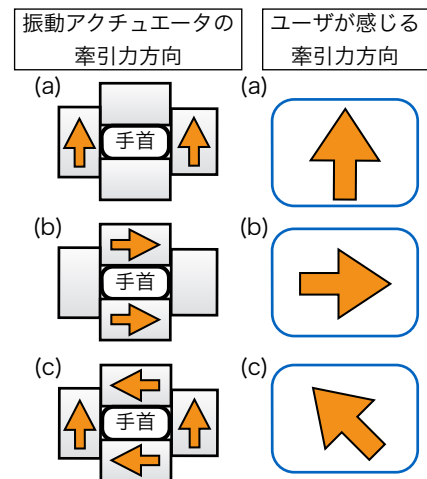 振動アクチュエータの
牽引力方向
ユーザが感じる
牽引力方向
(a)
手首
(a)
(b)
手首
(b)
(c)
手首
(c)